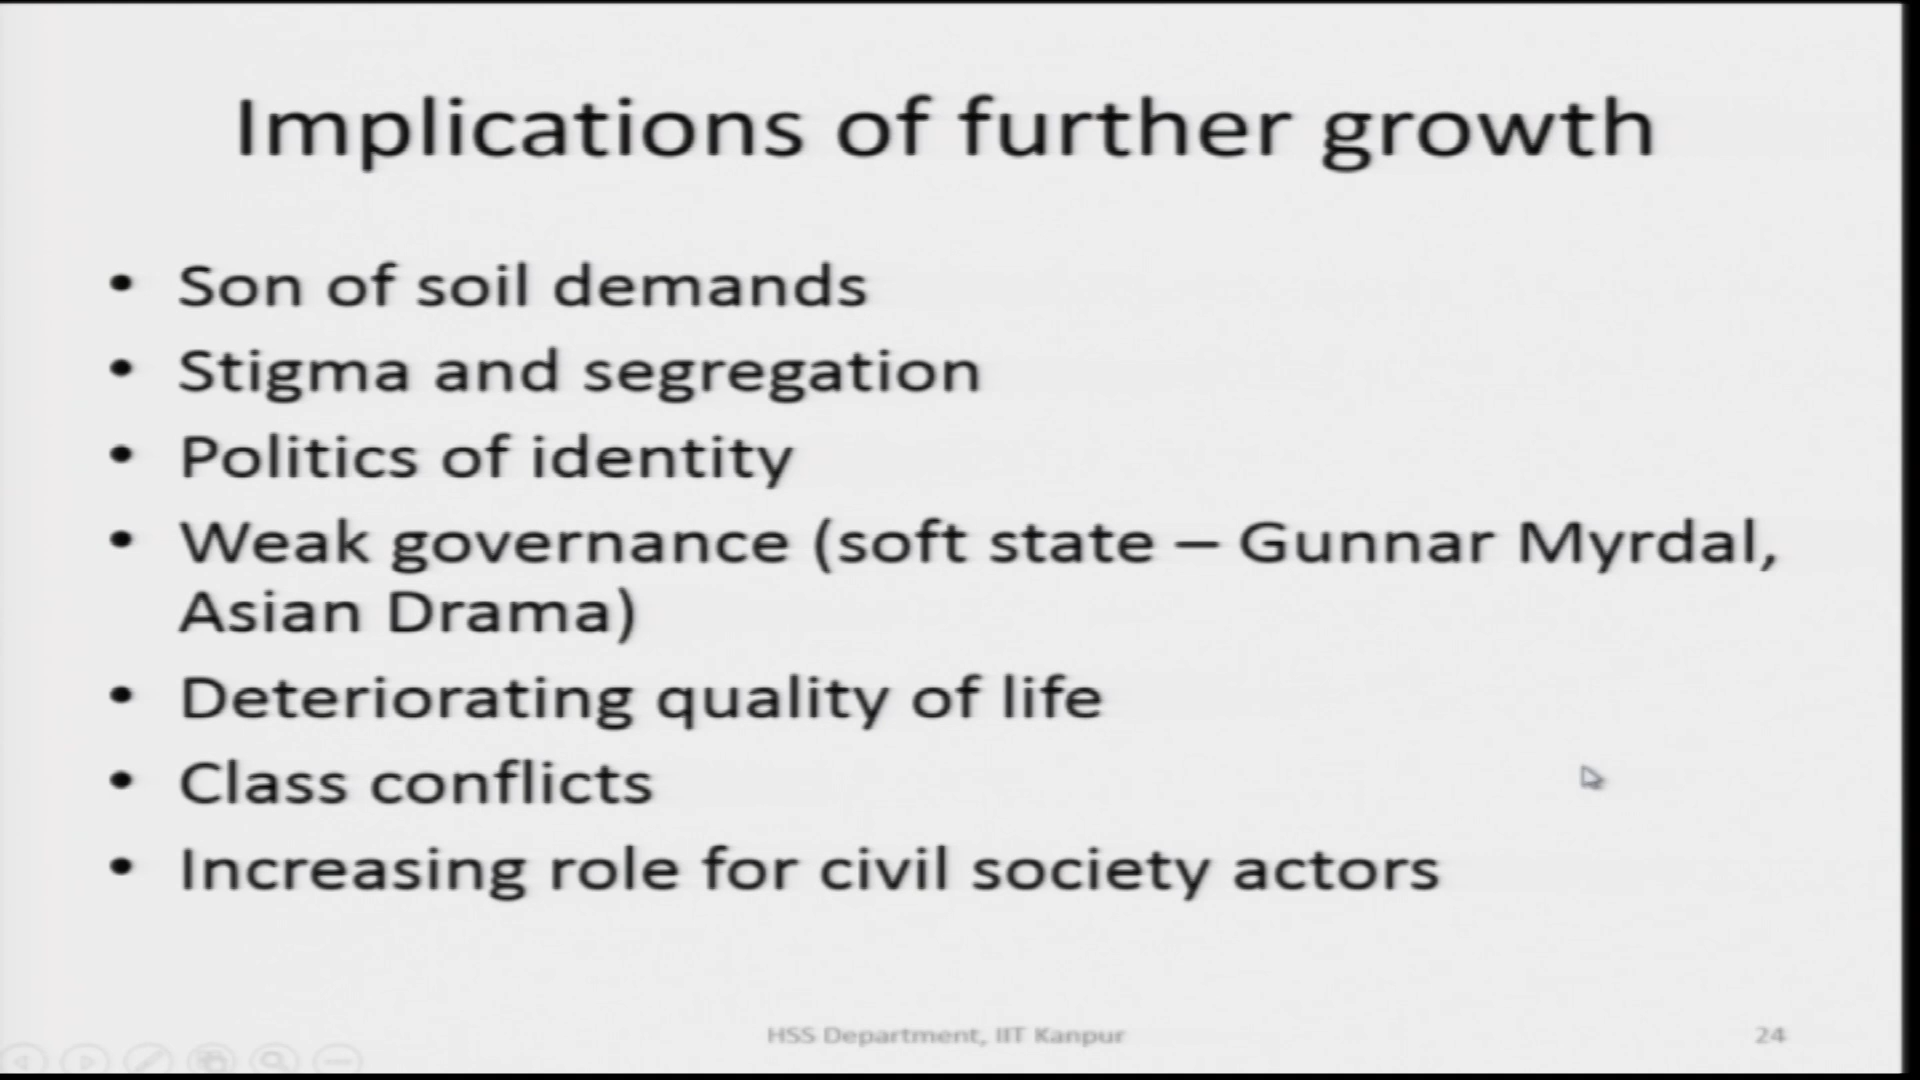 Implications of further growth
• Son of soil demands
• Stigma and segregation
• Politics of identity
• Weak governance (soft state – Gunnar Myrdal,
Asian Drama)
• Deteriorating quality of life
• Class conflicts
• Increasing role for civil society actors
HSS Department, IIT Kanpur
24